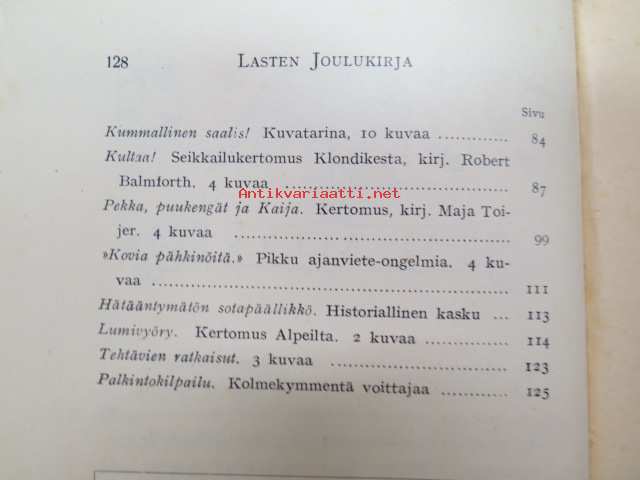 128 LASTEN JOULUKIRJA
Sivu
Kummallinen saalis! Kuvatarina, 10 kuvaa ............ 84
Kultaa! Seikkailukertomus Klondikesta, kirj. Robert
Balmforth. 4 kuvaa ............ 87
Antikvariaatti.net
Pekka, puukengät ja Kaija. Kertomus, kirj. Maja Toi-
jer. 4 kuvaa ............ 99
»Kovia pähkinöitä.» Pikku ajanviete-ongelmia. 4 ku-
vaa ............ 111
Hätääntymätön sotapäällikkö. Historiallinen kasku ... 113
Lumivyöry. Kertomus Alpeilta. 2 kuvaa ............ 114
Tehtävien ratkaisut. 3 kuvaa ............ 123
Palkintokilpailu. Kolmekymmentä voittajaa ............ 125